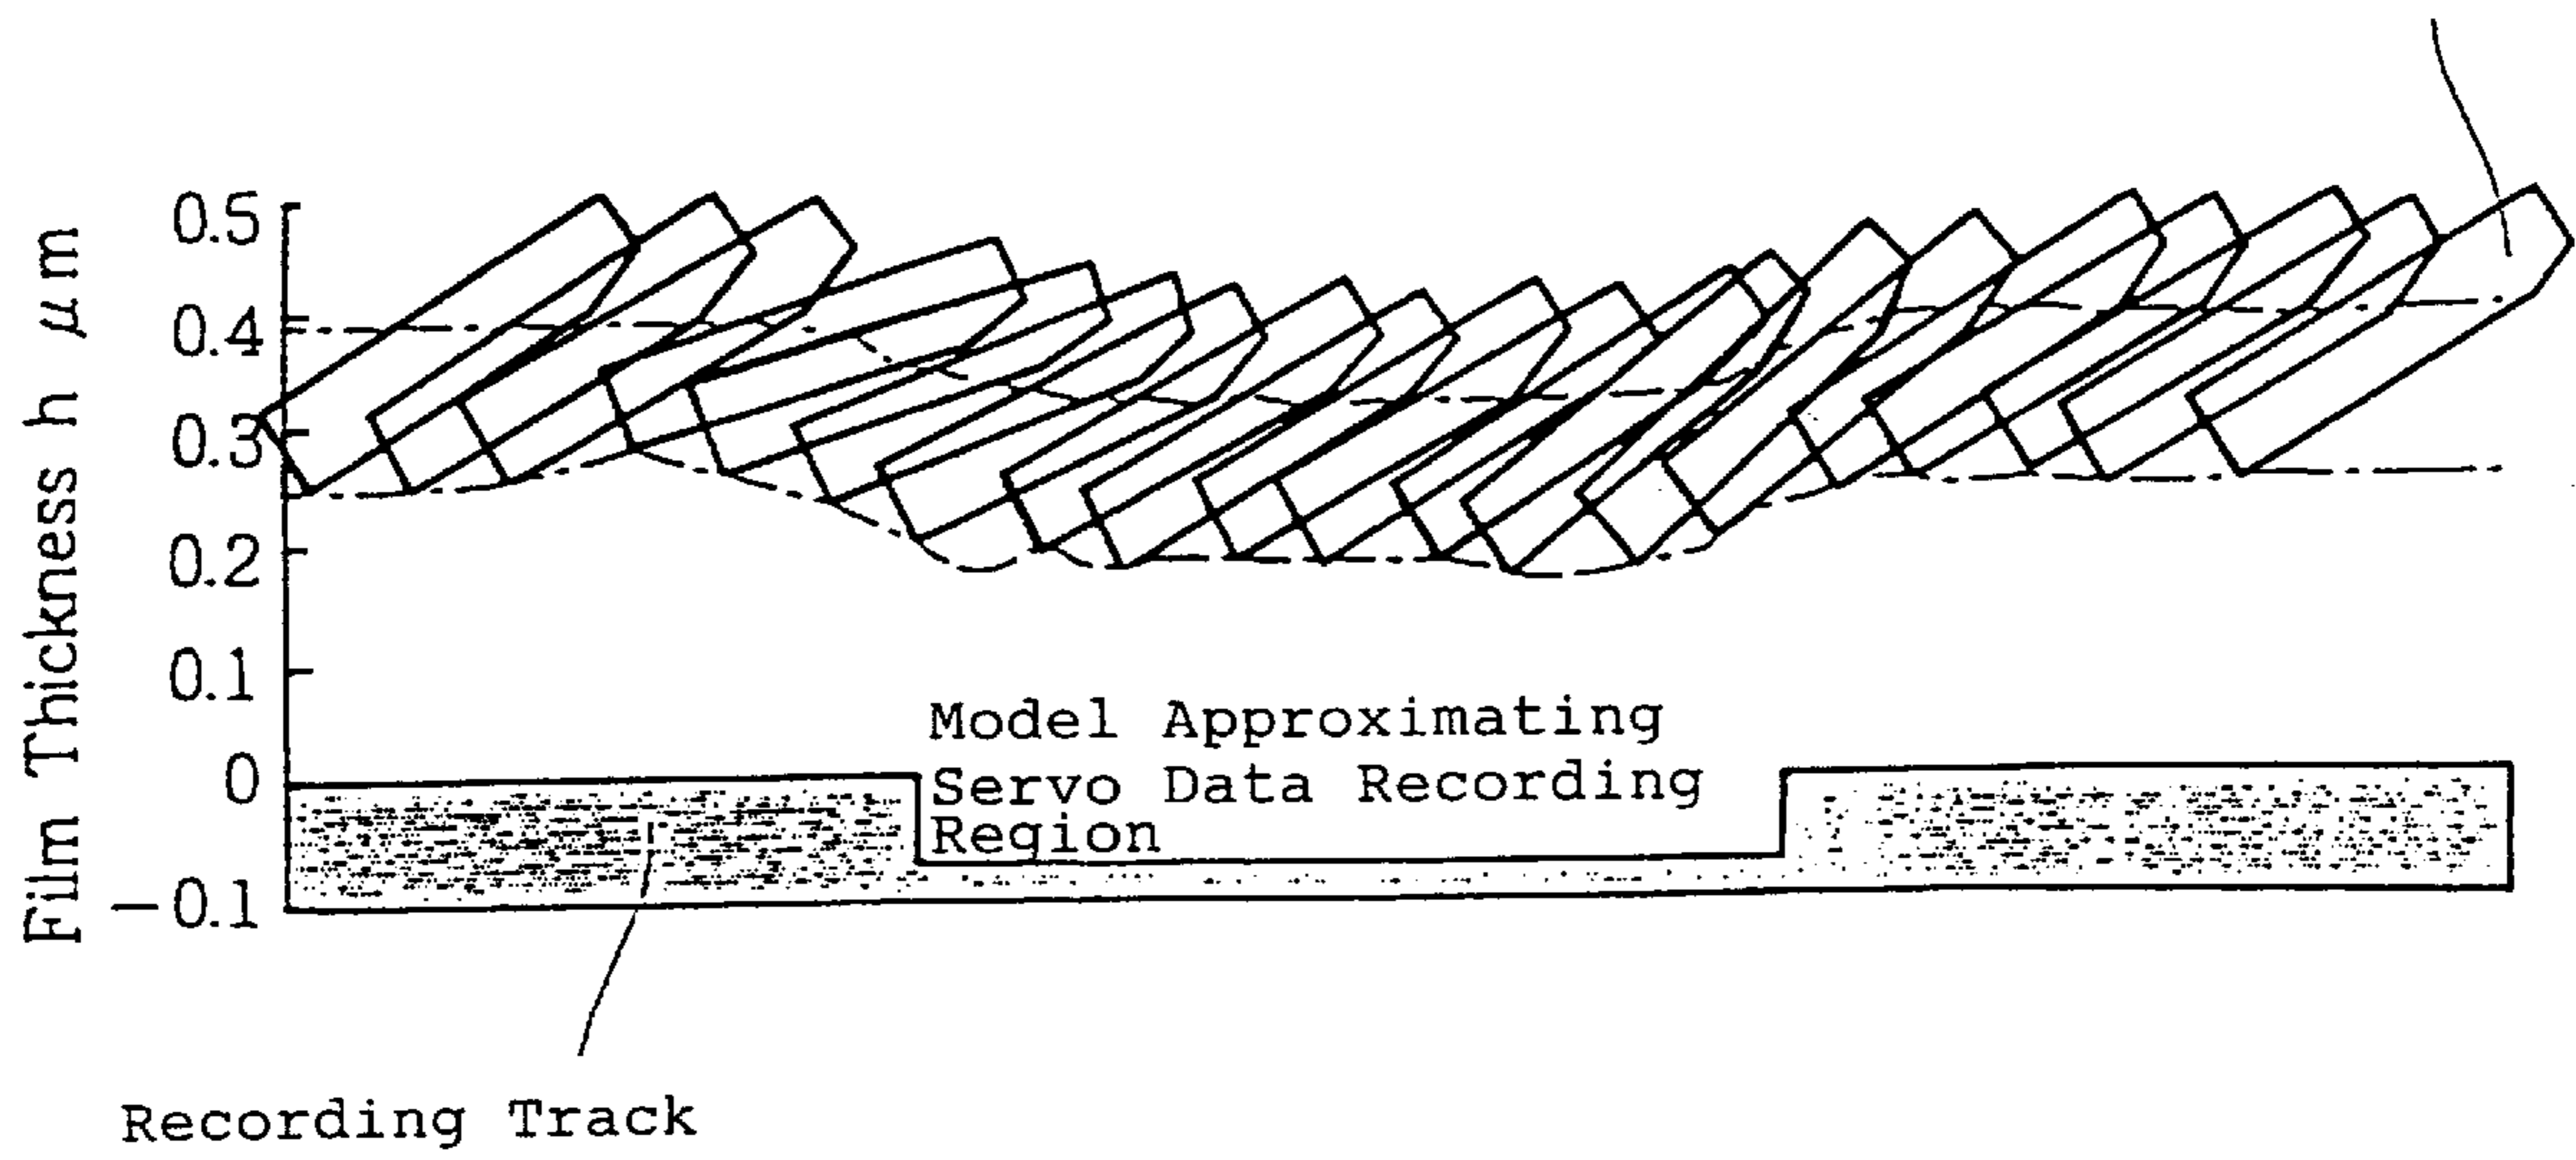 Film Thickness h μm
0.5
0.4
0.3
0.2
0.1
0
-0.1
Model Approximating
Servo Data Recording
Region
Recording Track